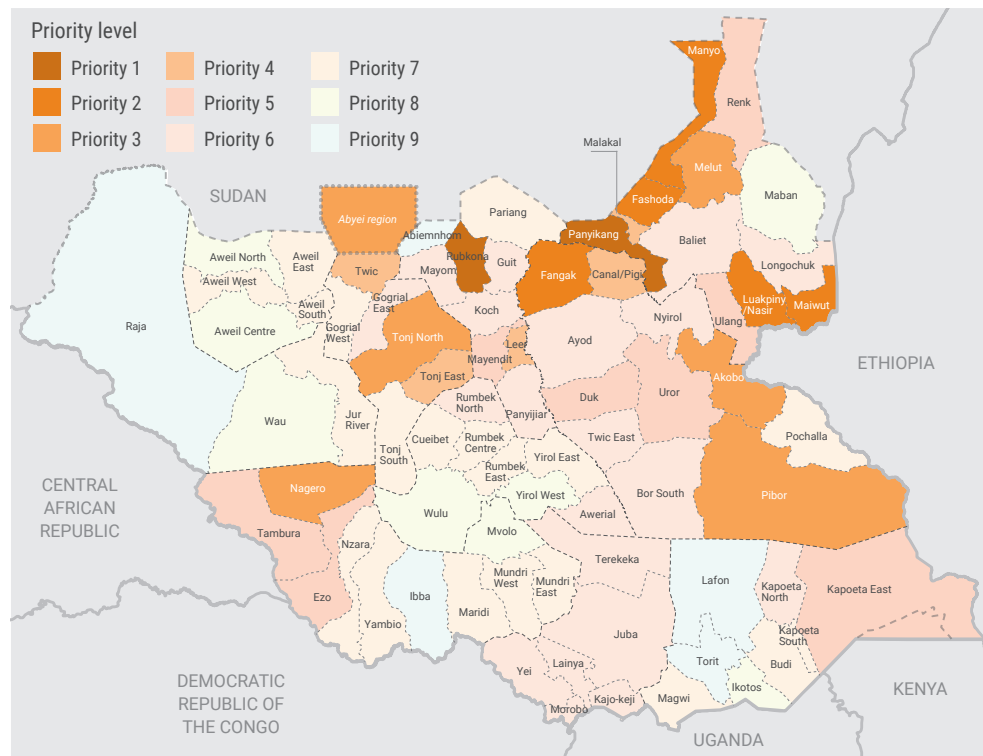 Priority level
Priority 1
Priority 4
Priority 7
Priority 2
Priority 5
Priority 8
Priority 3
Priority 6
Priority 9
Manyo
Renk
Malakal
Melut
SUDAN
Fashoda
Maban
Pariang
Abyei region
Abiemnhom
Panyikang
Baliet
Aweil North
Aweil
East
Rubkona
Guit
Longochuk
Twic
Mayom
Fangak
Canal/Pigi
Aweil West
Luakpiny
/Nasir
Maiwut
Aweil
South
Gogrial
East
Koch
Nyirol
Ulang
Raja
Aweil Centre
Gogrial
West
Tonj North
Ayod
Leer
Mayendit
ETHIOPIA
Tonj East
Akobo
Rumbek
North
Duk
Uror
Wau
Jur
River
Panyijiar
Cueibet
Rumbek
Centre
Twic East
Pochalla
Tonj
South
Yirol East
Rumbek
East
CENTRAL
AFRICAN
REPUBLIC
Nagero
Yirol West
Bor South
Pibor
Wulu
Awerial
Tambura
Mvolo
Nzara
Terekeka
Mundri
West
Mundri
East
Lafon
Kapoeta
North
Kapoeta East
Ezo
Ibba
Maridi
Yambio
Juba
Kapoeta
South
Lainya
Torit
Budi
Yei
DEMOCRATIC
REPUBLIC OF
THE CONGO
Ikotos
KENYA
Kajo-keji
Magwi
Morobo
UGANDA